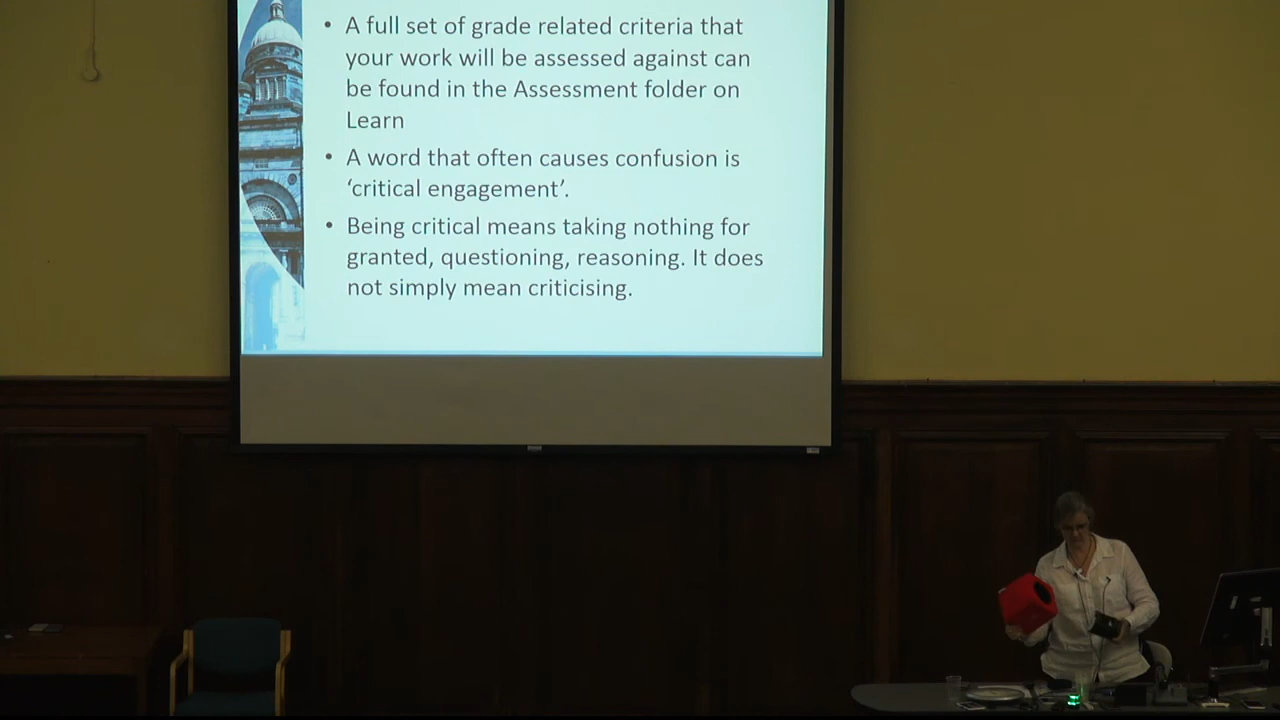 • A full set of grade related criteria that
your work will be assessed against can
be found in the Assessment folder on
Learn
• A word that often causes confusion is
‘critical engagement’.
• Being critical means taking nothing for
granted, questioning, reasoning. It does
not simply mean criticising.